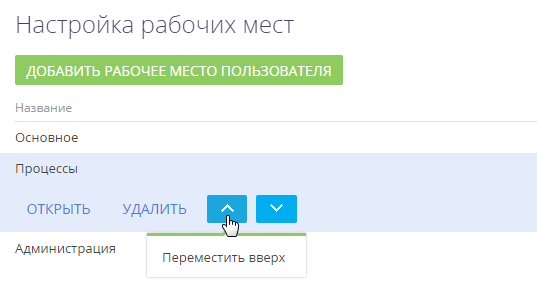 Настройка рабочих мест
ДОБАВИТЬ РАБОЧЕЕ МЕСТО ПОЛЬЗОВАТЕЛЯ
Название
Основное
Процессы
ОТКРЫТЬ УДАЛИТЬ
Администрация
Переместить вверх